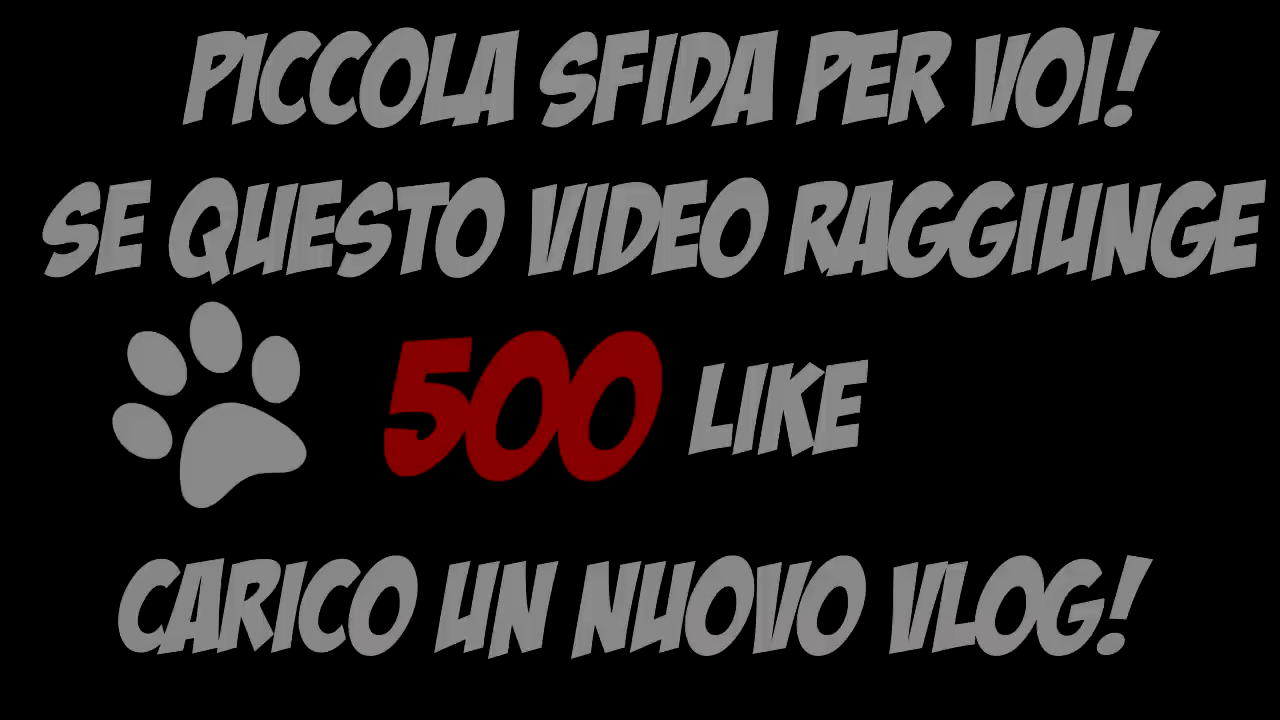 PICCOLA SFIDA PER VOI!
SE QUESTO VIDEO RAGGIUNGE
500 LIKE
CARICO UN NUOVO VLOG!